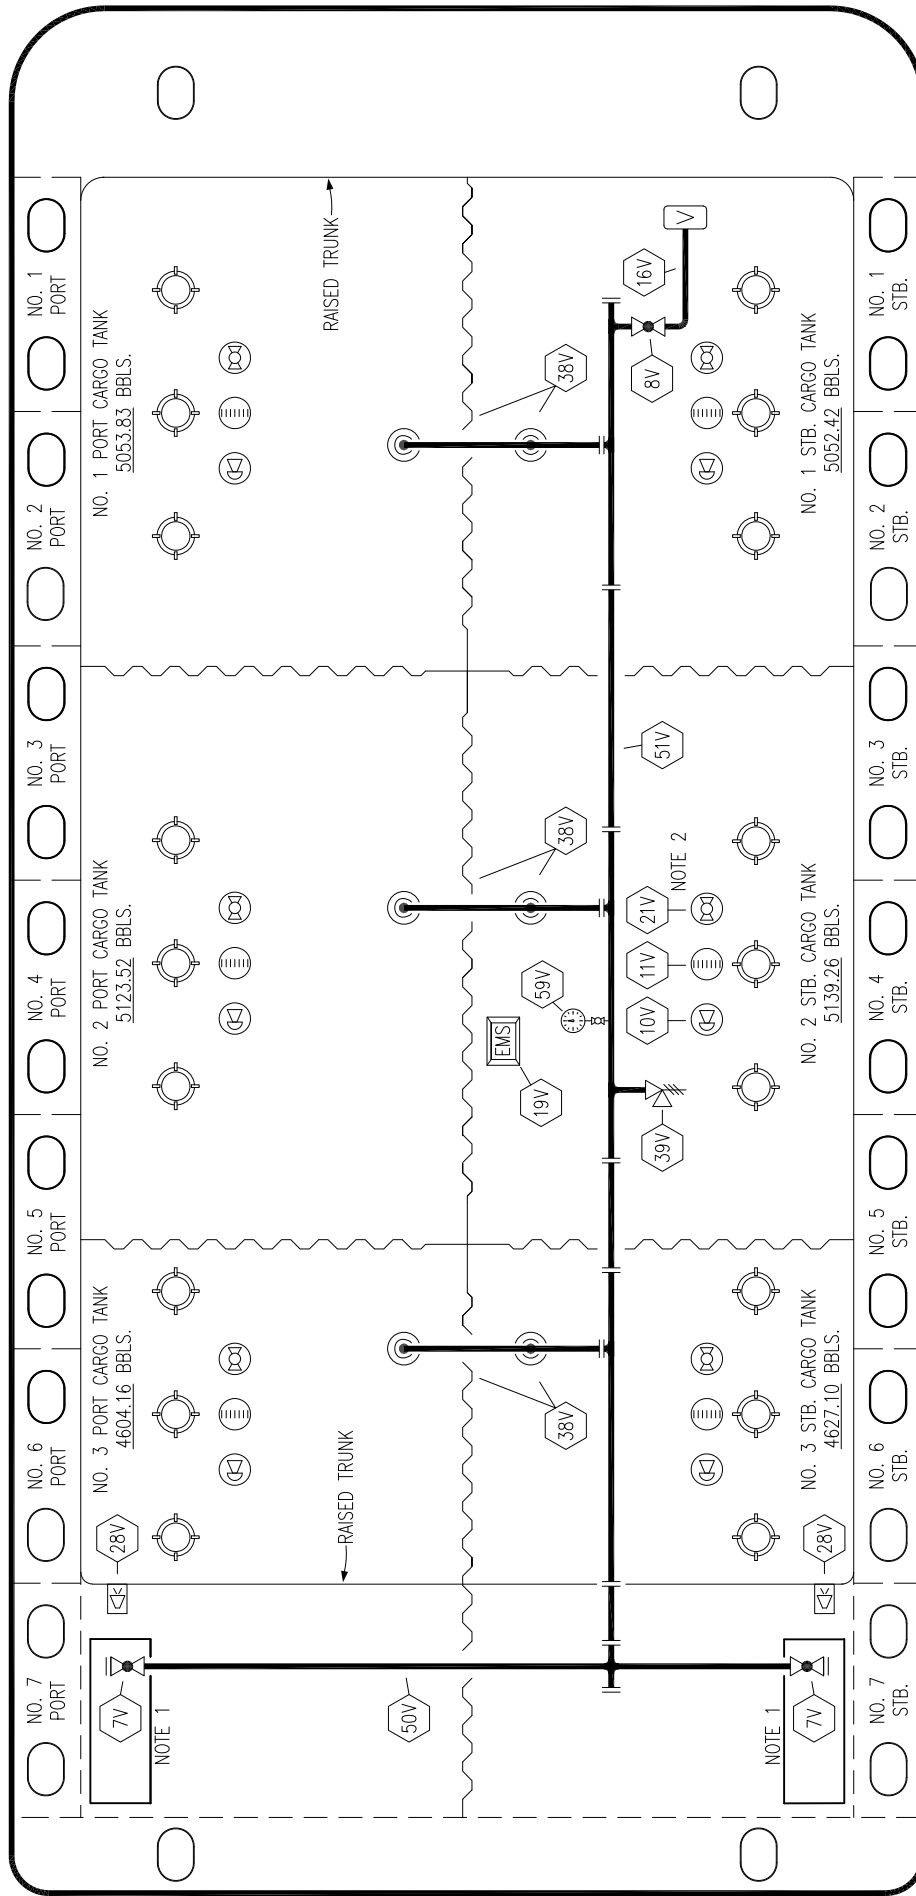 NO. 1
PORT
NO. 2
PORT
NO. 3
PORT
NO. 4
PORT
NO. 5
PORT
NO. 6
PORT
NO. 7
PORT
NO. 1 PORT CARGO TANK
5053.83 BBLS.
NO. 2 PORT CARGO TANK
5123.52 BBLS.
NO. 3 PORT CARGO TANK
4604.16 BBLS.
28V
7V
NOTE 1
RAISED TRUNK
RAISED TRUNK
50V
38V
38V
38V
EMS
19V
59V
V
16V
8V
51V
21V
11V
10V
NOTE 2
39V
NO. 1 STB. CARGO TANK
5052.42 BBLS.
NO. 2 STB. CARGO TANK
5139.26 BBLS.
NO. 3 STB. CARGO TANK
4627.10 BBLS.
28V
NOTE 1
7V
NO. 1
STB.
NO. 2
STB.
NO. 3
STB.
NO. 4
STB.
NO. 5
STB.
NO. 6
STB.
NO. 7
STB.